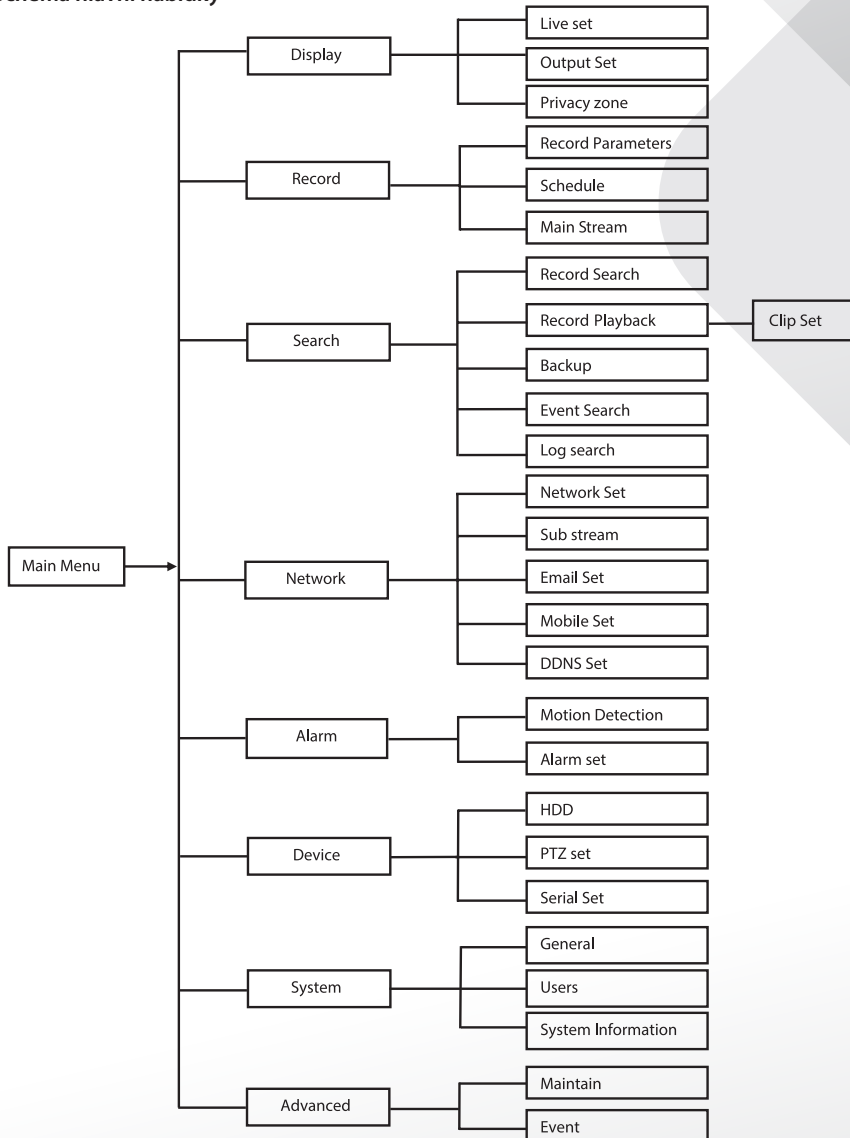 Schéma hlavní nabídky
Display
Live set
Output Set
Privacy zone
Record
Record Parameters
Schedule
Main Stream
Search
Record Search
Record Playback
Clip Set
Backup
Event Search
Log search
Main Menu
Network
Network Set
Sub stream
Email Set
Mobile Set
DDNS Set
Alarm
Motion Detection
Alarm set
Device
HDD
PTZ set
Serial Set
System
General
Users
System Information
Advanced
Maintain
Event